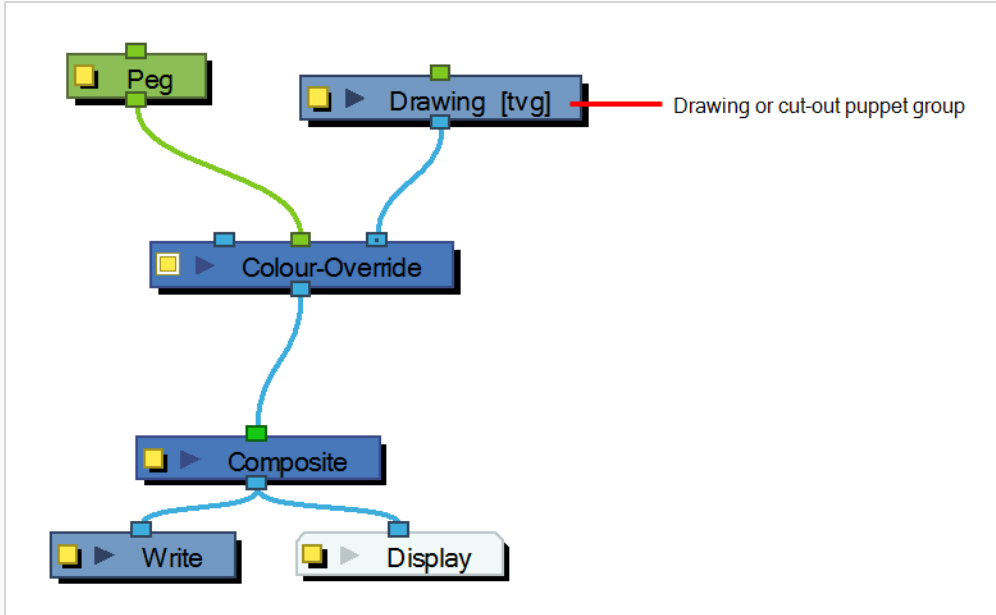 Peg
Drawing [tvg]
Drawing or cut-out puppet group
Colour-Override
Composite
Write
Display